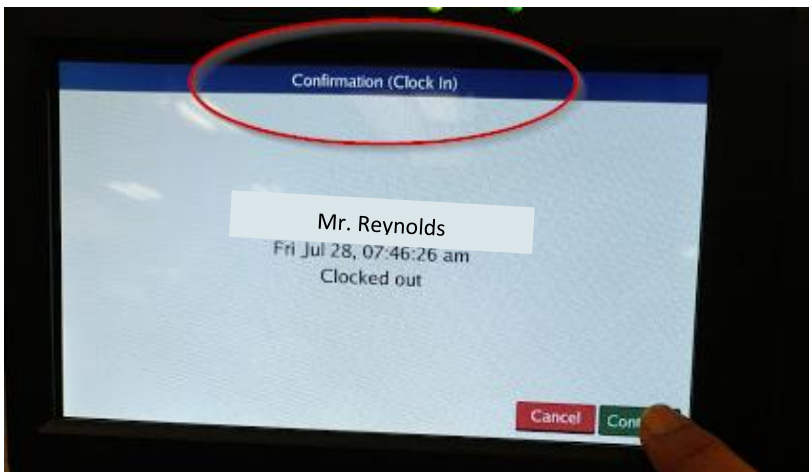 Confirmation (Clock In)
Mr. Reynolds
Fri Jul 28, 07:46:26 am
Clocked out
Cancel